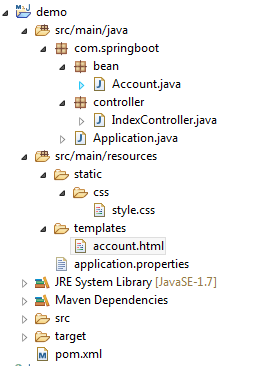 demo
src/main/java
com.springboot
bean
Account.java
controller
IndexController.java
Application.java
src/main/resources
static
css
style.css
templates
account.html
application.properties
JRE System Library [JavaSE-1.7]
Maven Dependencies
src
target
pom.xml